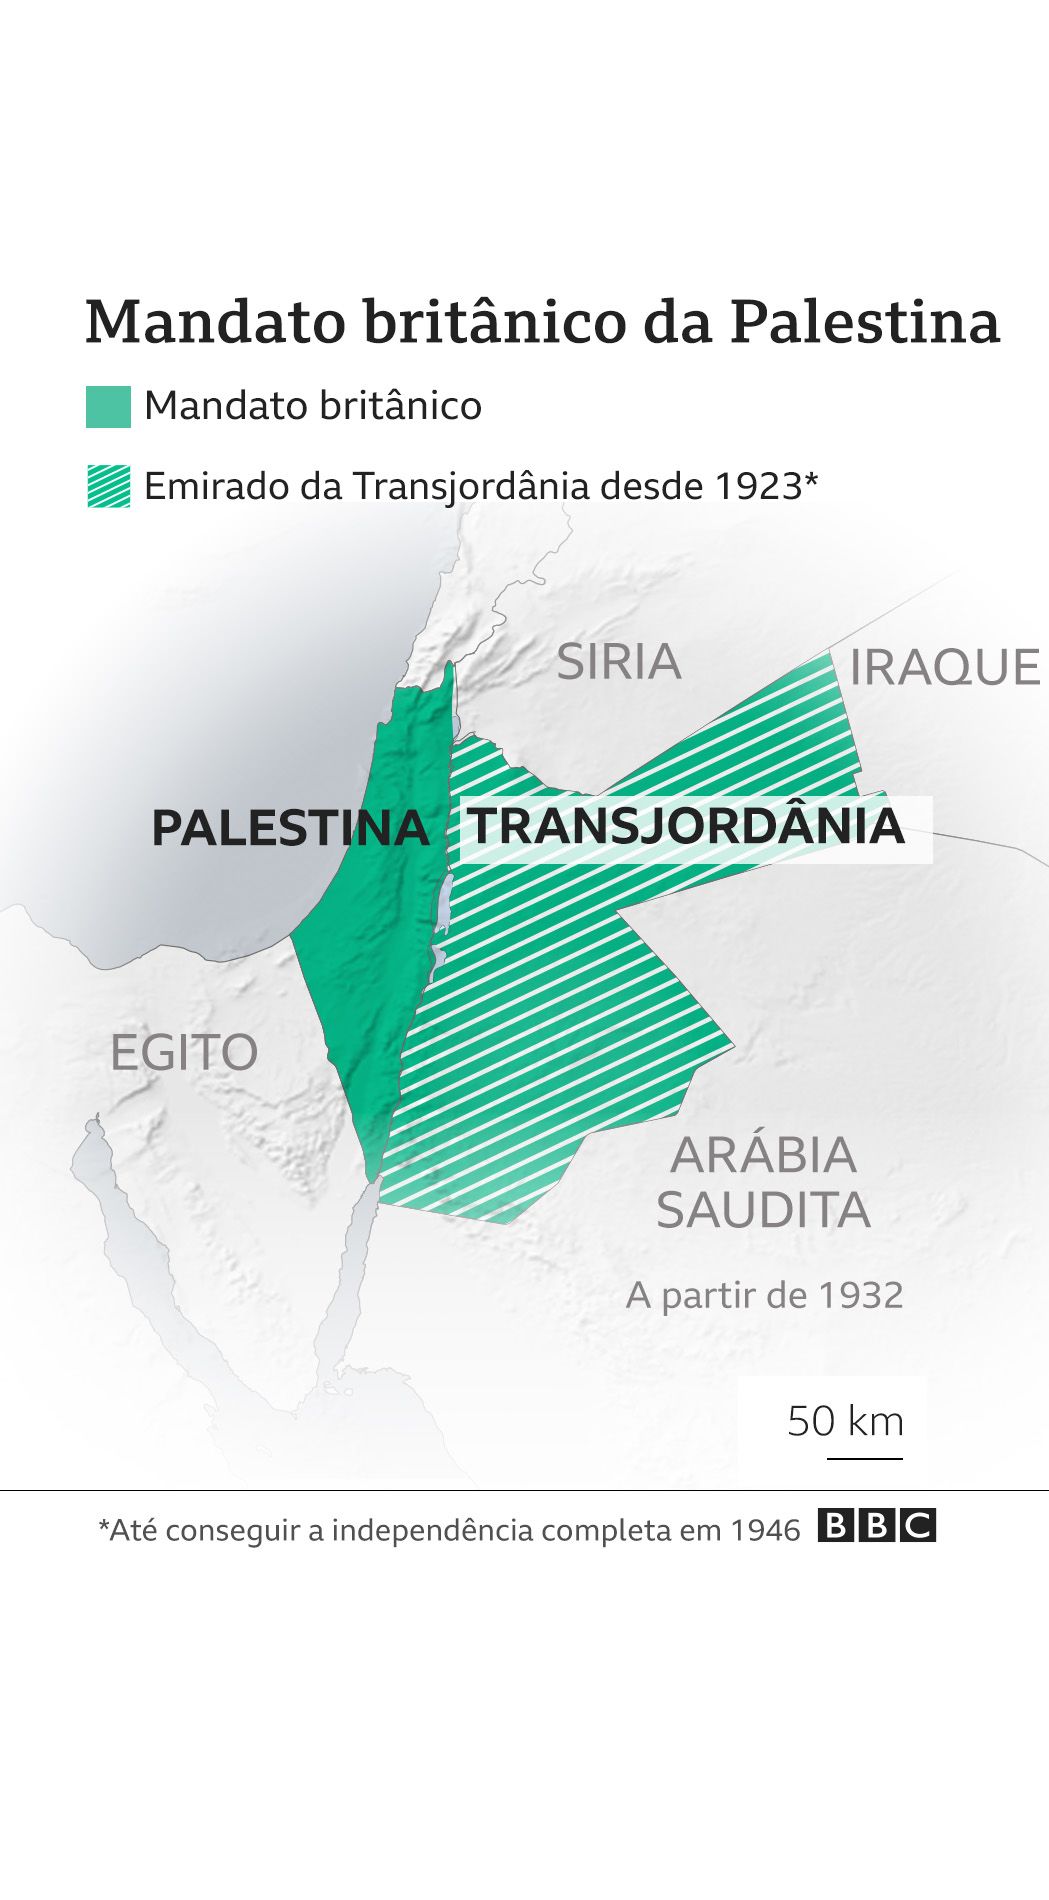 Mandato britânico da Palestina
Mandato britânico
Emirado da Transjordânia desde 1923*
SIRIA
IRAQUE
PALESTINA
TRANSJORDÂNIA
EGITO
ARÁBIA
SAUDITA
A partir de 1932
50 km
*Até conseguir a independência completa em 1946
BBC